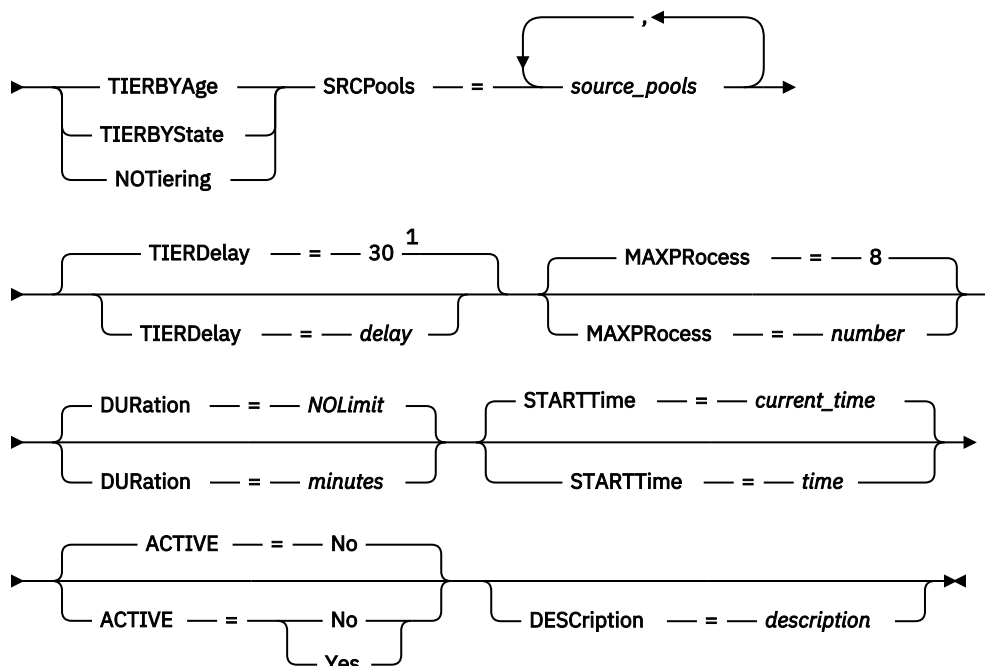 ,
TIERBYAge SRCPools = source_pools
TIERBYState
NOTiering
TIERDelay = 30 1 MAXPRocess = 8
TIERDelay = delay MAXPRocess = number
DURation = NOLimit STARTTime = current_time
DURation = minutes STARTTime = time
ACTIVE = No
ACTIVE = No DESCription = description
Yes